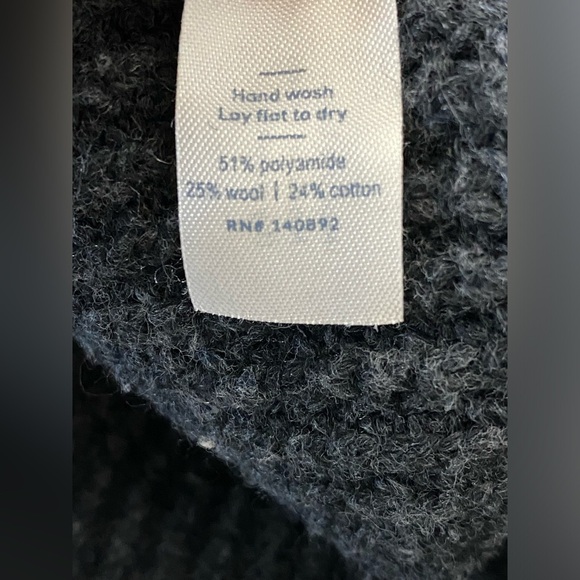 Hand wash
Lay flat to dry
51% polyamide
25% wool | 24% cotton
RN# 140892